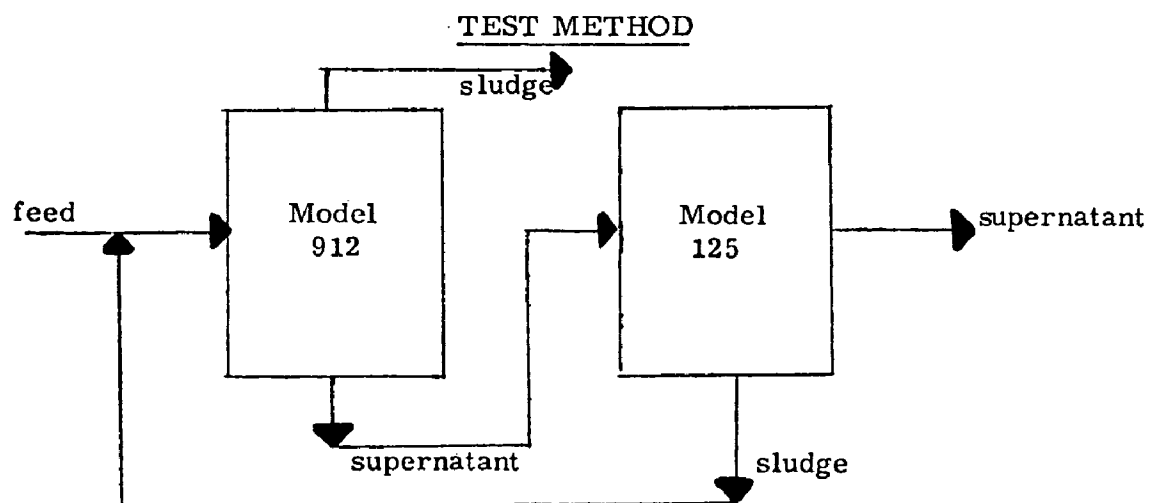 TEST METHOD
sludge
feed
Model
912
Model
125
supernatant
supernatant
sludge